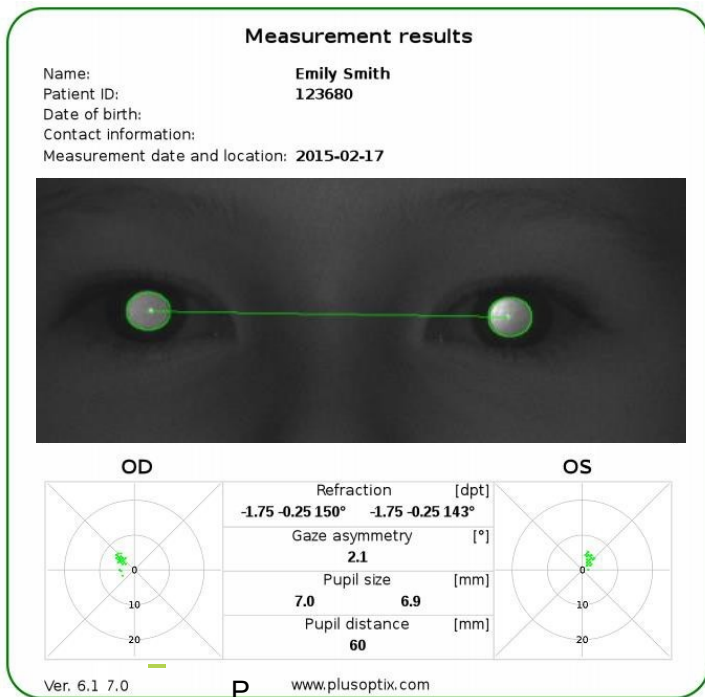 Measurement results
Name: Emily Smith
Patient ID: 123680
Date of birth:
Contact information:
Measurement date and location: 2015-02-17
OD OS
Refraction [dpt]
-1.75 -0.25 150° -1.75 -0.25 143°
Gaze asymmetry [°]
2.1
Pupil size [mm]
7.0 6.9
Pupil distance [mm]
60
0 0
10 10
20 20
Ver. 6.1 7.0 P www.plusoptix.com